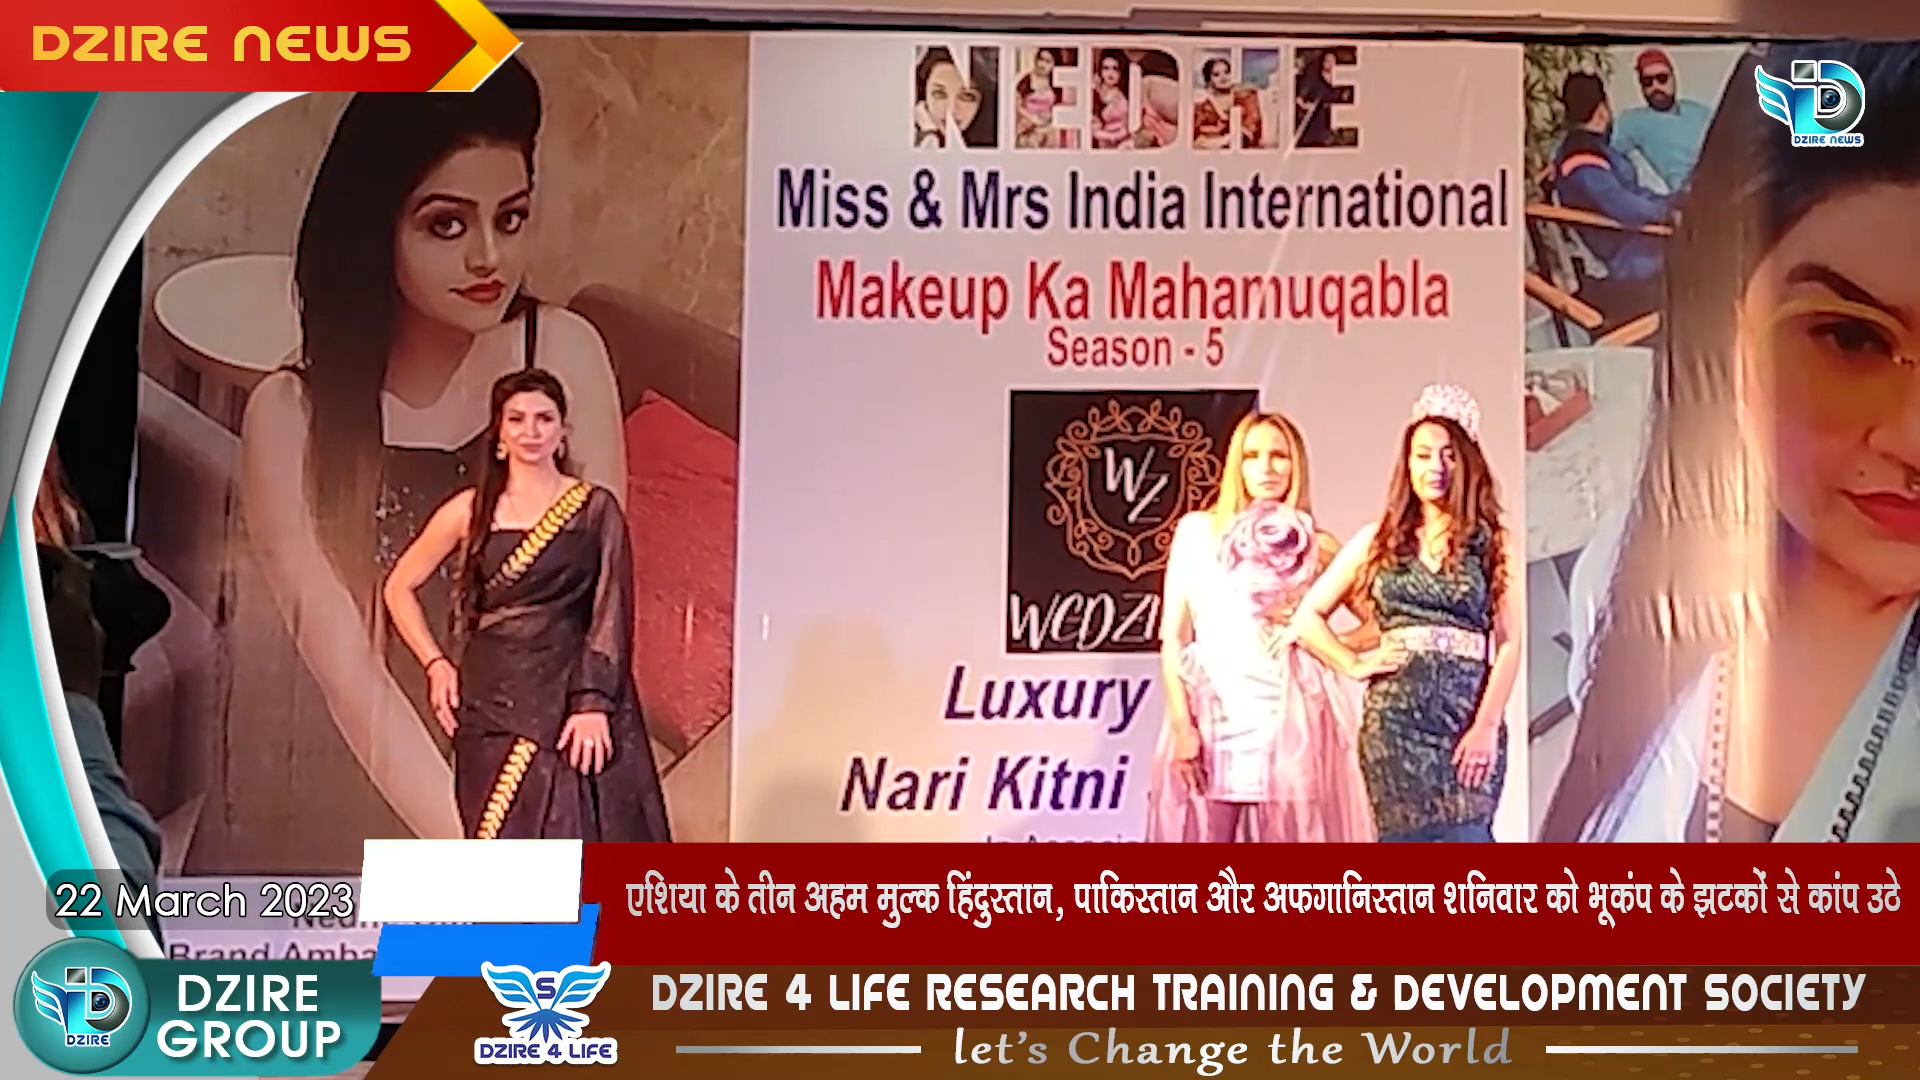 DZIRE NEWS
DZIRE NEWS
NEDHE
Miss & Mrs India International
Makeup Ka Mahamuqabla
Season - 5
WZ
Luxury
Nari Kitni
22 March 2023
एशिया के तीन अहम मुल्क हिंदुस्तान, पाकिस्तान और अफगानिस्तान शनिवार को भूकंप के झटकों से कांप उठे
Brand Amba
DZIRE
DZIRE
GROUP
S
DZIRE 4 LIFE
DZIRE 4 LIFE RESEARCH TRAINING & DEVELOPMENT SOCIETY
let's Change the World